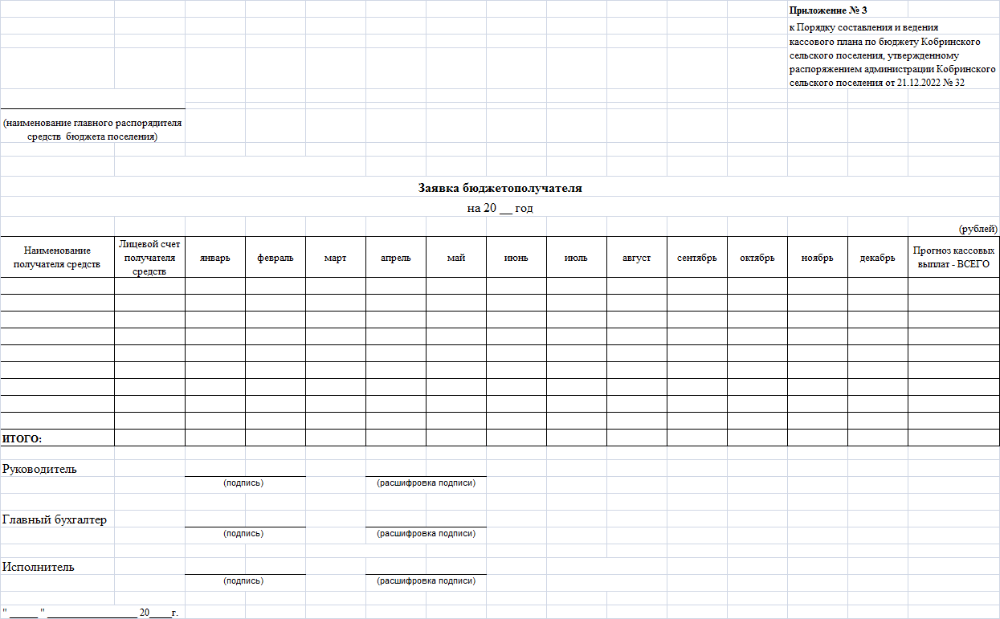 Приложение № 3
к Порядку составления и ведения
кассового плана по бюджету Кобринского
сельского поселения, утвержденному
распоряжением администрации Кобринского
сельского поселения от 21.12.2022 № 32
(наименование главного распорядителя
средств бюджета поселения)
Заявка бюджетополучателя
на 20 __ год
(рублей)
Наименование
получателя средств
Лицевой счет
получателя
средств
январь
февраль
март
апрель
май
июнь
июль
август
сентябрь
октябрь
ноябрь
декабрь
Прогноз кассовых
выплат - ВСЕГО
ИТОГО:
Руководитель
(подпись)
(расшифровка подписи)
Главный бухгалтер
(подпись)
(расшифровка подписи)
Исполнитель
(подпись)
(расшифровка подписи)
" _____ " ________________ 20____г.